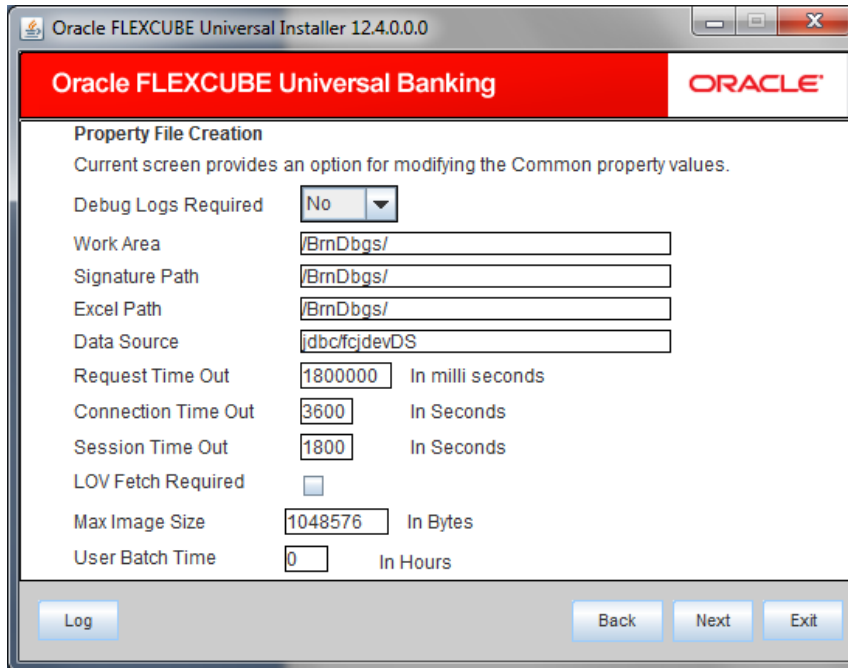 Oracle FLEXCUBE Universal Installer 12.4.0.0.0
Oracle FLEXCUBE Universal Banking
ORACLE
Property File Creation
Current screen provides an option for modifying the Common property values.
Debug Logs Required No
Work Area /BrnDbgs/
Signature Path /BrnDbgs/
Excel Path /BrnDbgs/
Data Source jdbc/fcjdevDS
Request Time Out 1800000 In milli seconds
Connection Time Out 3600 In Seconds
Session Time Out 1800 In Seconds
LOV Fetch Required
Max Image Size 1048576 In Bytes
User Batch Time 0 In Hours
Log Back Next Exit